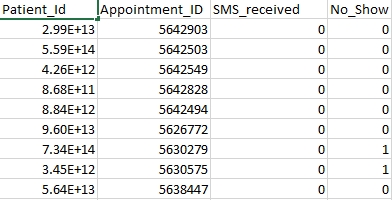 Patient_Id Appointment_ID SMS_received No_Show
2.99E+13 5642903 0 0
5.59E+14 5642503 0 0
4.26E+12 5642549 0 0
8.68E+11 5642828 0 0
8.84E+12 5642494 0 0
9.60E+13 5626772 0 0
7.34E+14 5630279 0 1
3.45E+12 5630575 0 1
5.64E+13 5638447 0 0